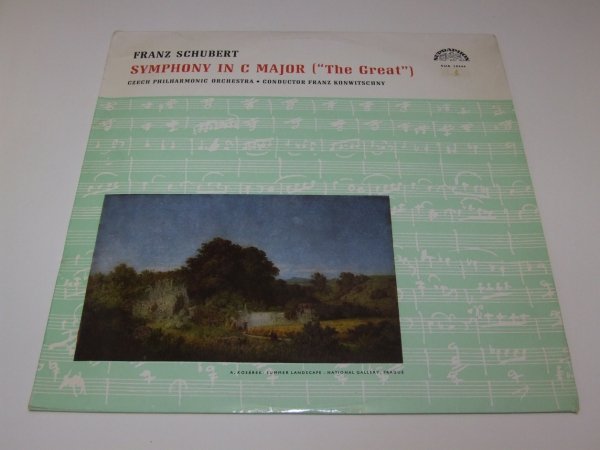 FRANZ SCHUBERT
SYMPHONY IN C MAJOR ("The Great")
CZECH PHILHARMONIC ORCHESTRA • CONDUCTOR FRANZ KONWITSCHNY
SUPRAPHON
A. KOSÁREK: SUMMER LANDSCAPE - NATIONAL GALLERY, PRAGUE